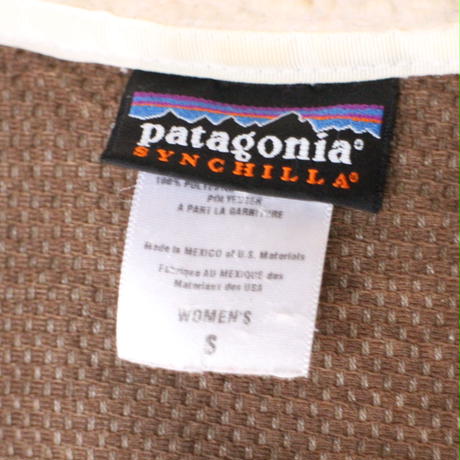 patagonia®
SYNCHILLA®
100% POLYESTER
POLYESTER
A PART LA GARNITURE
Made in MEXICO of U.S. Materials
Fabrique AU MEXIQUE des
Materiaux des USA
WOMEN'S
S